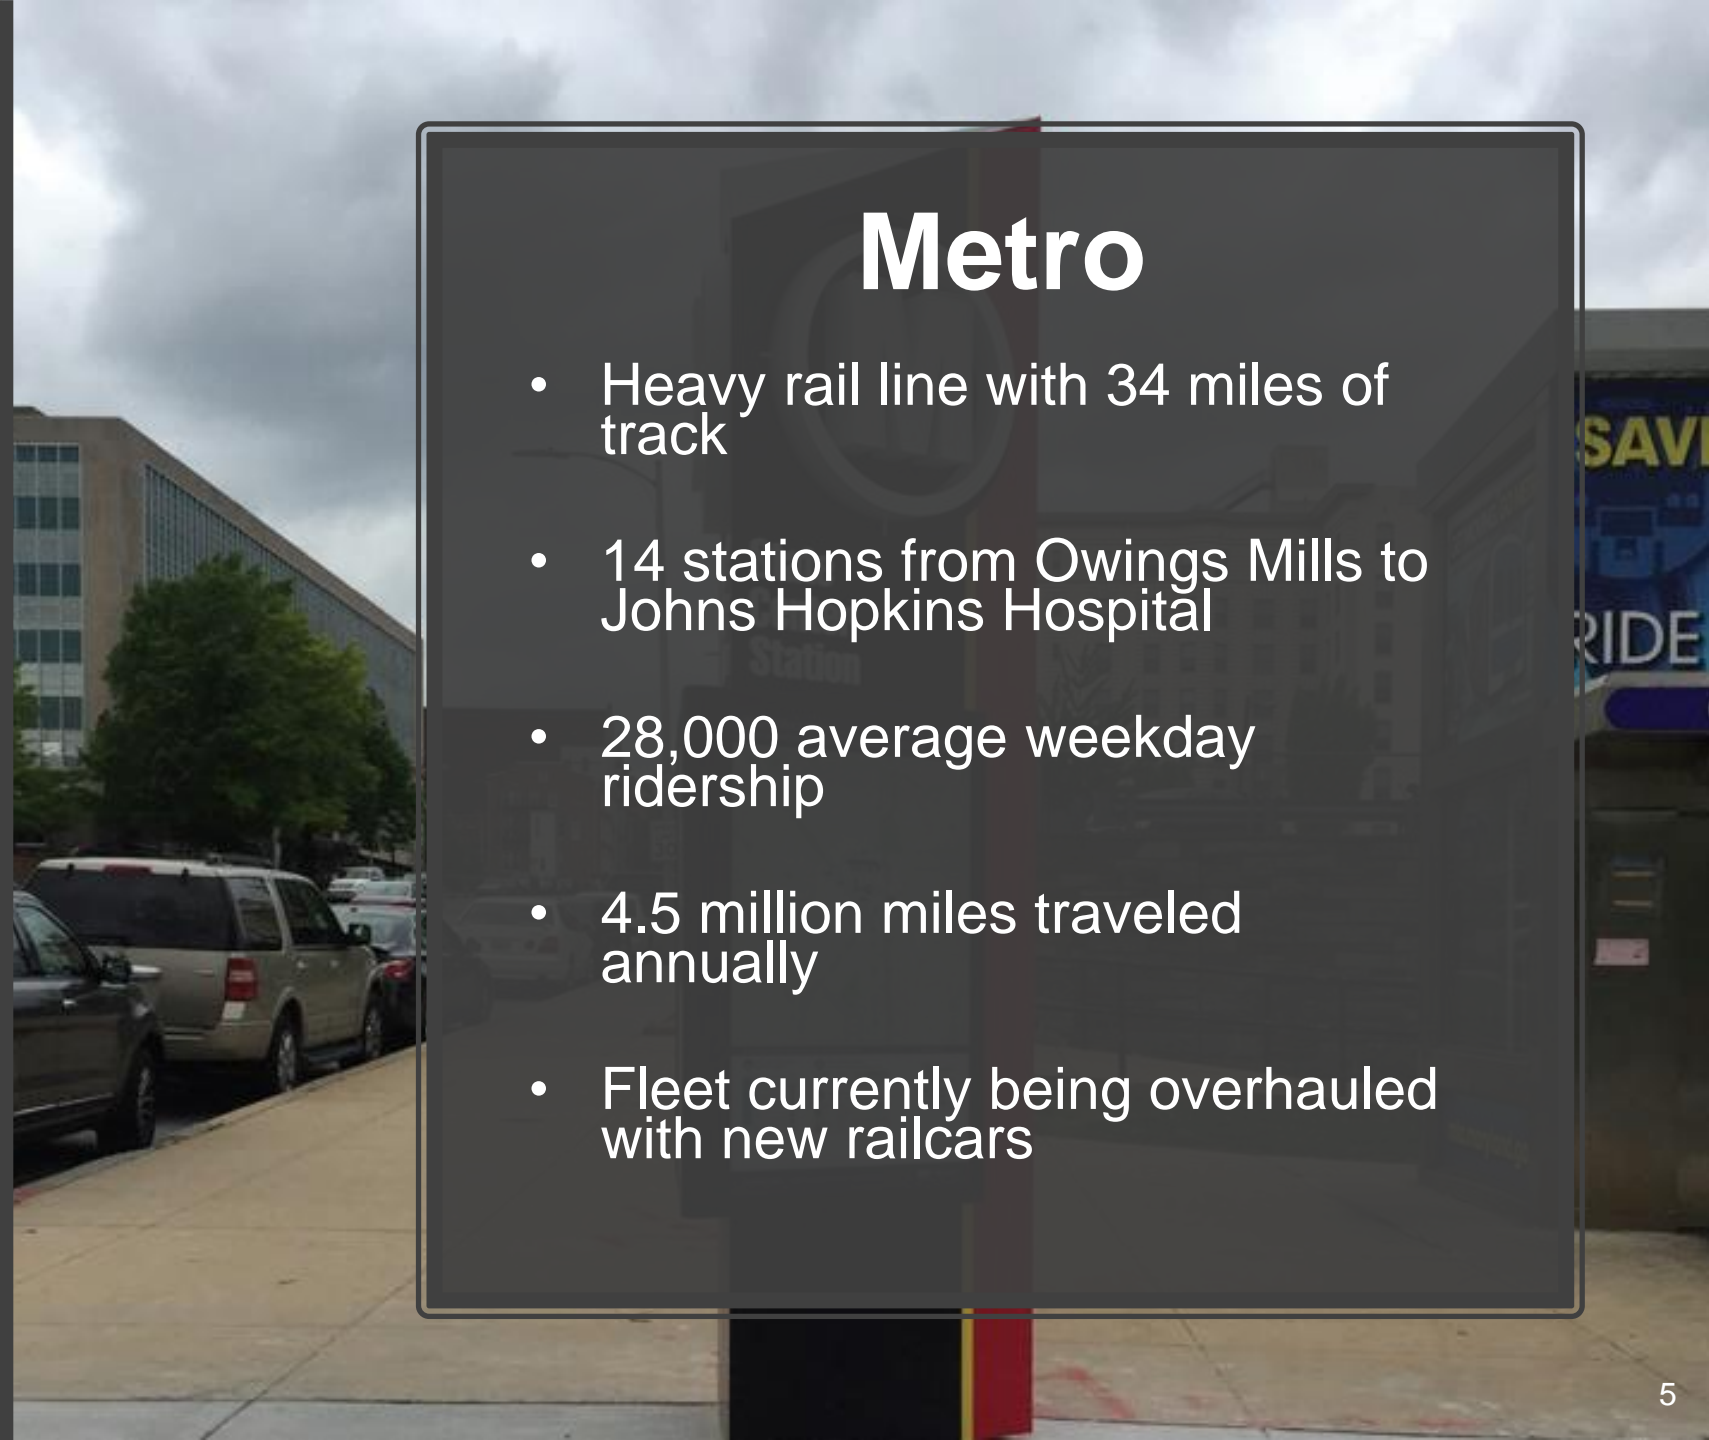 Metro
• Heavy rail line with 34 miles of
track
• 14 stations from Owings Mills to
Johns Hopkins Hospital
Station
• 28,000 average weekday
ridership
• 4.5 million miles traveled
annually
• Fleet currently being overhauled
with new railcars
RIDE
5